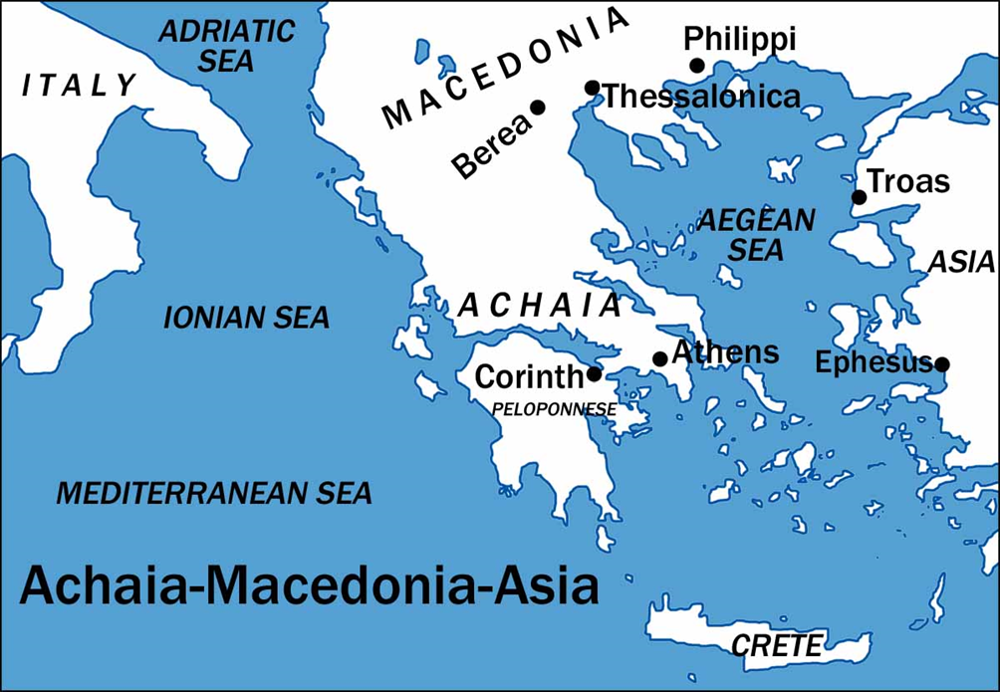 ADRIATIC
SEA
ITALY
MACEDONIA
Philippi
Thessalonica
Berea
Troas
AEGEAN
SEA
ASIA
IONIAN SEA
ACHAIA
Athens
Ephesus
Corinth
PELOPONNESE
MEDITERRANEAN SEA
Achaia-Macedonia-Asia
CRETE